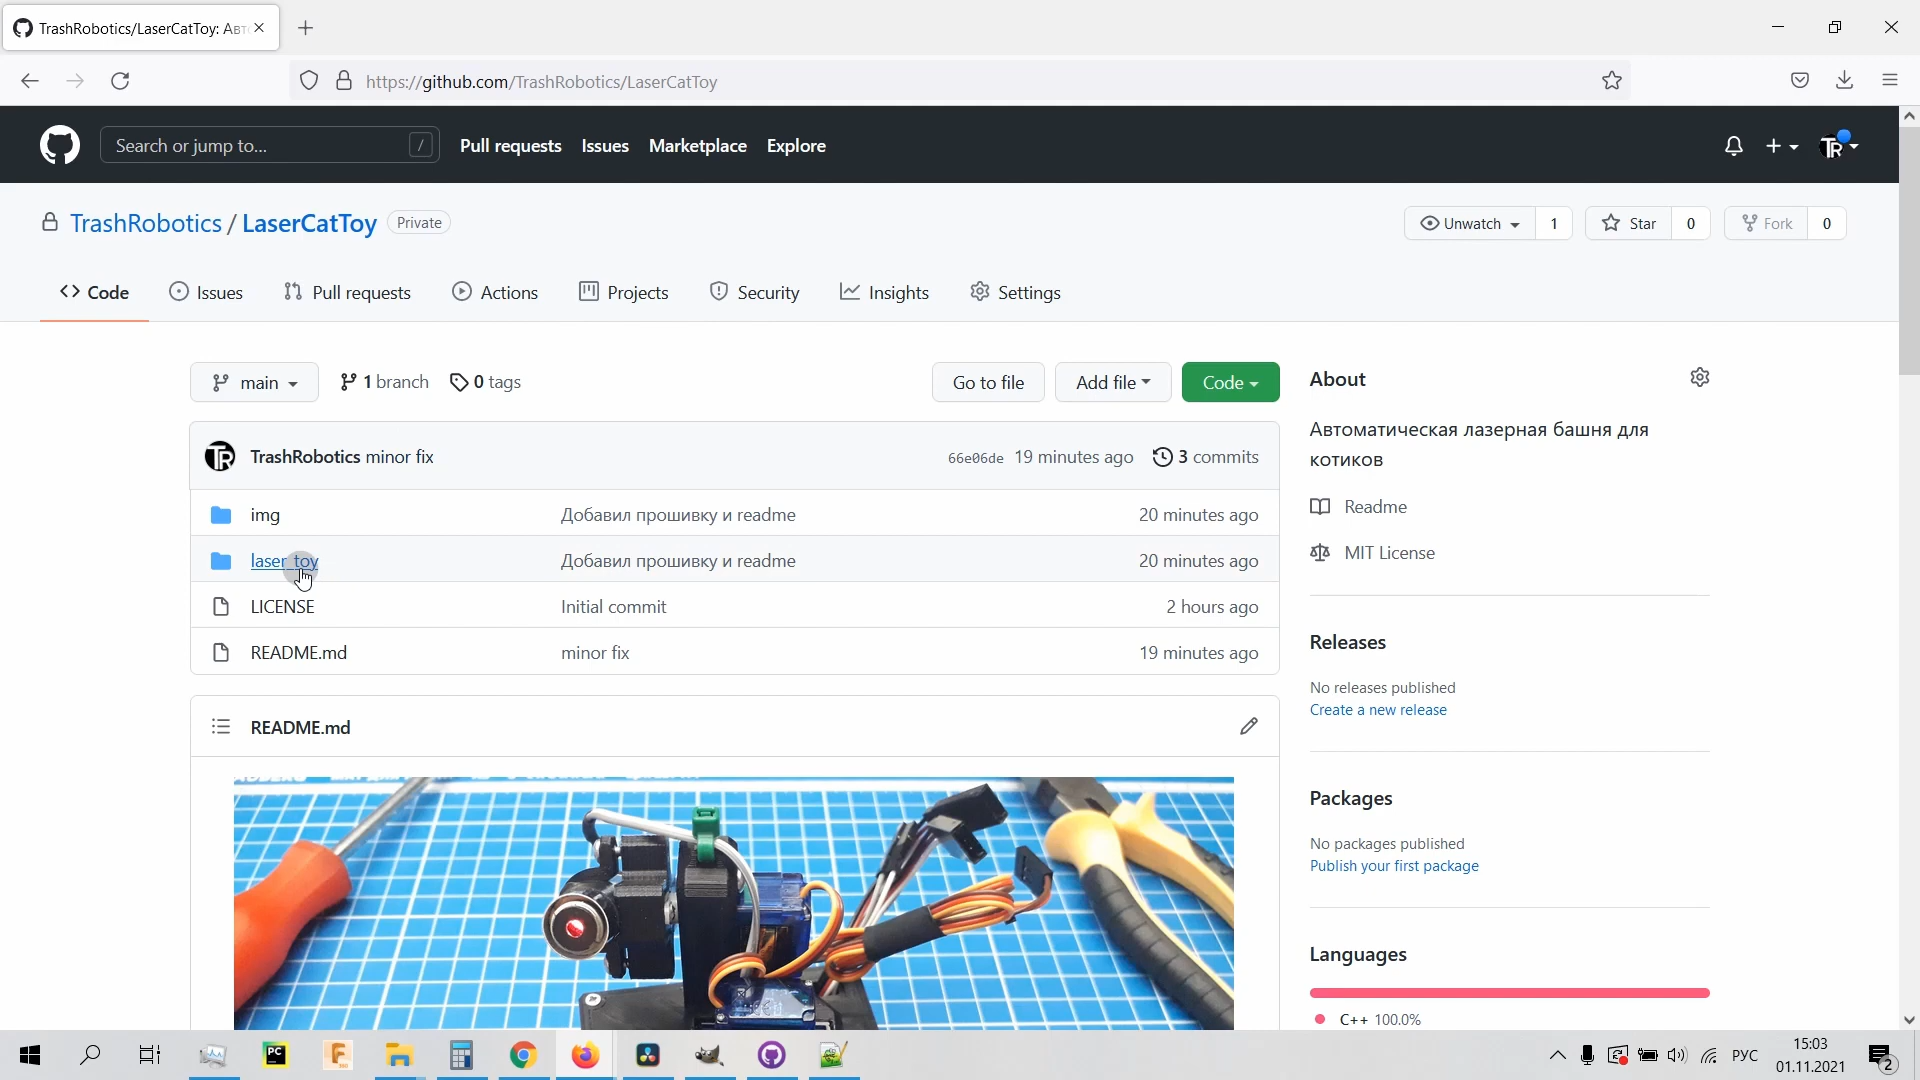 TrashRobotics/LaserCatToy: Авт
https://github.com/TrashRobotics/LaserCatToy
Search or jump to...
/
Pull requests
Issues
Marketplace
Explore
TrashRobotics / LaserCatToy
Private
Unwatch
1
Star
0
Fork
0
Code
Issues
Pull requests
Actions
Projects
Security
Insights
Settings
main
1 branch
0 tags
Go to file
Add file
Code
TrashRobotics minor fix
66e06de
19 minutes ago
3 commits
img
Добавил прошивку и readme
20 minutes ago
laser_toy
Добавил прошивку и readme
20 minutes ago
LICENSE
Initial commit
2 hours ago
README.md
minor fix
19 minutes ago
README.md
About
Автоматическая лазерная башня для
котиков
Readme
MIT License
Releases
No releases published
Create a new release
Packages
No packages published
Publish your first package
Languages
C++ 100.0%
РУС
15:03
01.11.2021
2